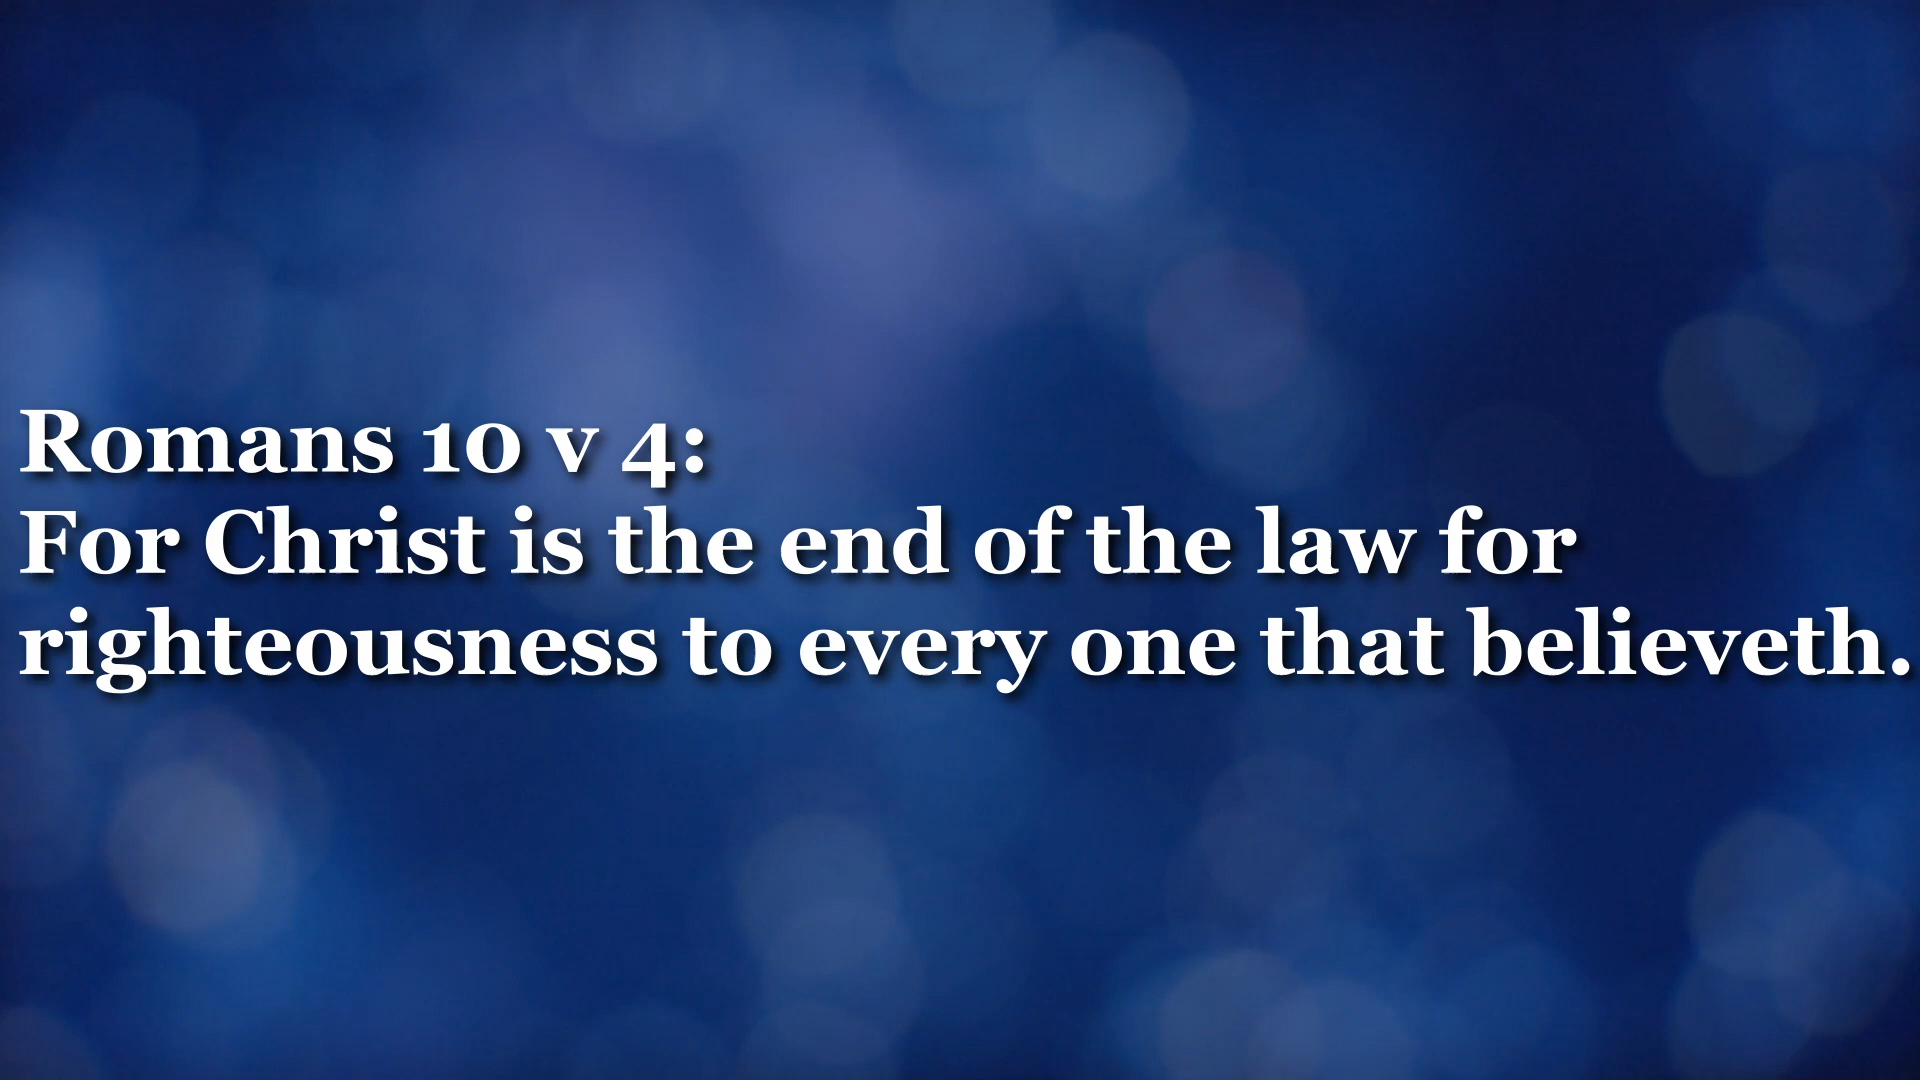 Romans 10 v 4:
For Christ is the end of the law for
righteousness to every one that believeth.